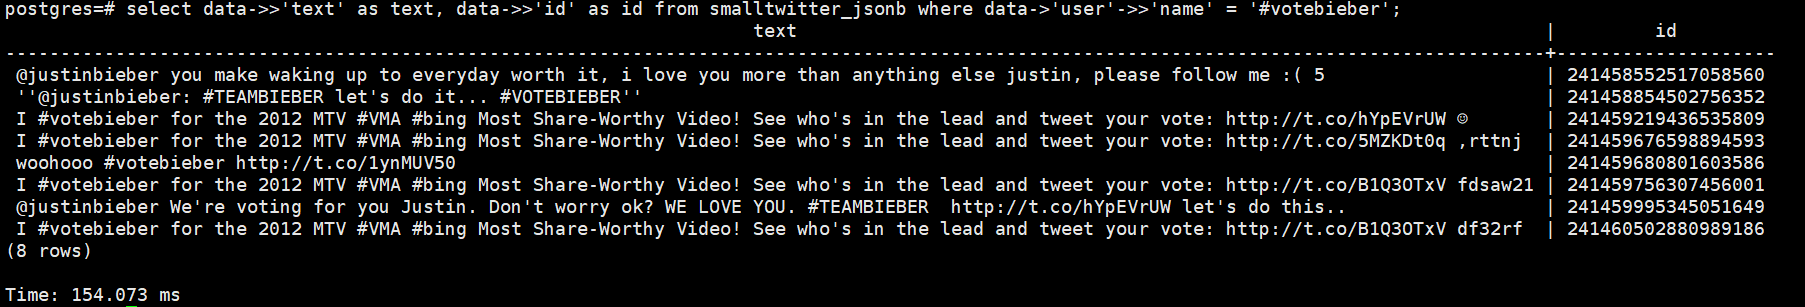 postgres=# select data->>'text' as text, data->>'id' as id from smalltwitter_jsonb where data->'user'->>'name' = '#votebieber';
text | id
--------------------------------------------------------------------------------------------------------------------------------------------+--------------------
@justinbieber you make waking up to everyday worth it, i love you more than anything else justin, please follow me :( 5 | 241458552517058560
''@justinbieber: #TEAMBIEBER let's do it... #VOTEBIEBER'' | 241458854502756352
I #votebieber for the 2012 MTV #VMA #bing Most Share-Worthy Video! See who's in the lead and tweet your vote: http://t.co/hYpEVrUW ☺ | 241459219436535809
I #votebieber for the 2012 MTV #VMA #bing Most Share-Worthy Video! See who's in the lead and tweet your vote: http://t.co/5MZKDt0q ,rttnj | 241459676598894593
woohooo #votebieber http://t.co/1ynMUV50 | 241459680801603586
I #votebieber for the 2012 MTV #VMA #bing Most Share-Worthy Video! See who's in the lead and tweet your vote: http://t.co/B1Q3OTxV fdsaw21 | 241459756307456001
@justinbieber We're voting for you Justin. Don't worry ok? WE LOVE YOU. #TEAMBIEBER  http://t.co/hYpEVrUW let's do this.. | 241459995345051649
I #votebieber for the 2012 MTV #VMA #bing Most Share-Worthy Video! See who's in the lead and tweet your vote: http://t.co/B1Q3OTxV df32rf | 241460502880989186
(8 rows)
Time: 154.073 ms